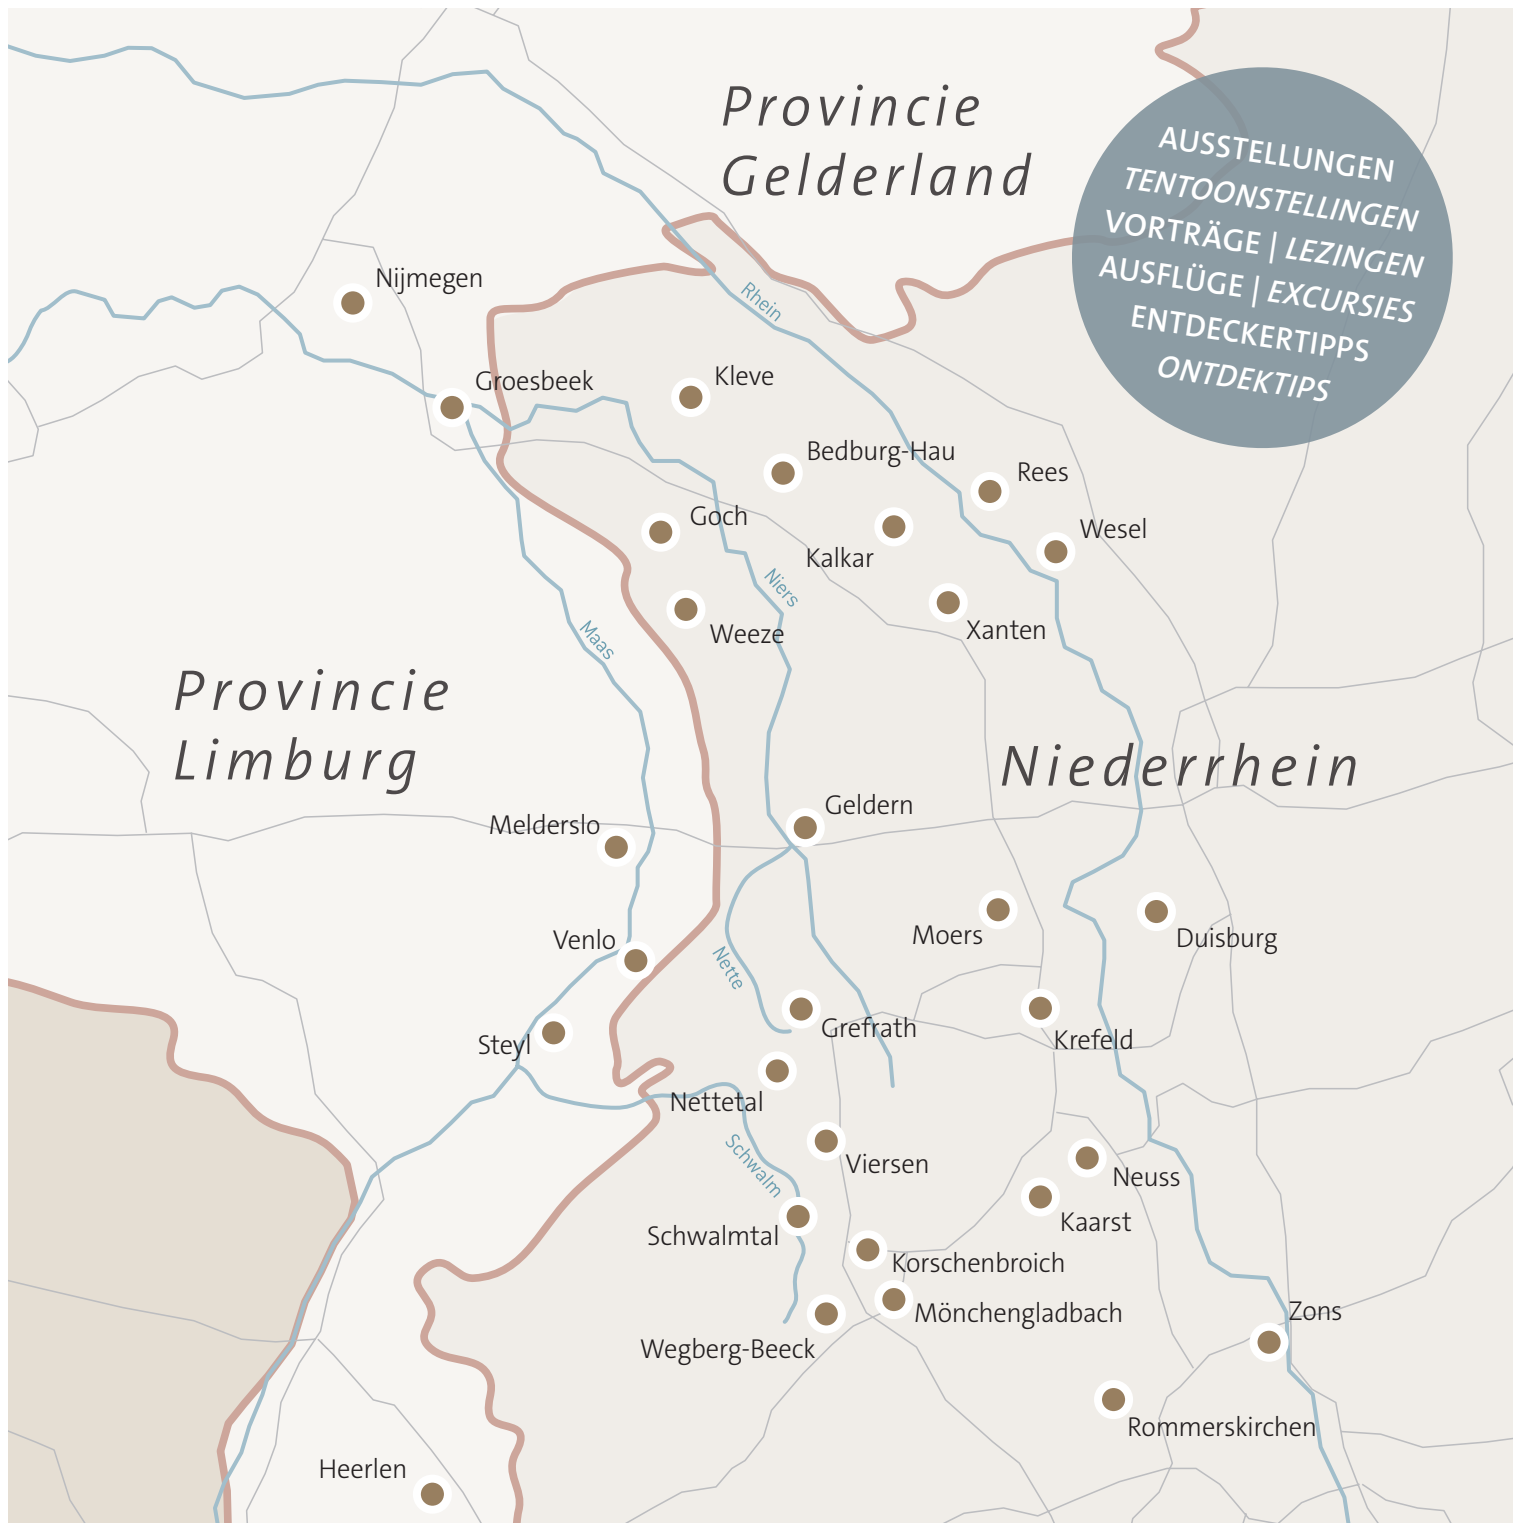 Provincie
Gelderland
AUSSTELLUNGEN
TENTOONSTELLINGEN
VORTRÄGE | LEZINGEN
AUSFLÜGE | EXCURSIES
ENTDECKERTIPPS
ONTDEKTIPS
Nijmegen
Rhein
Groesbeek
Kleve
Bedburg-Hau
Rees
Goch
Wesel
Kalkar
Niers
Weeze
Xanten
Maas
Provincie
Limburg
Niederrhein
Geldern
Melderslo
Moers
Duisburg
Venlo
Nette
Grefrath
Krefeld
Steyl
Nettetal
Schwalm
Viersen
Neuss
Kaarst
Schwalmtal
Korschenbroich
Mönchengladbach
Zons
Wegberg-Beeck
Rommerskirchen
Heerlen